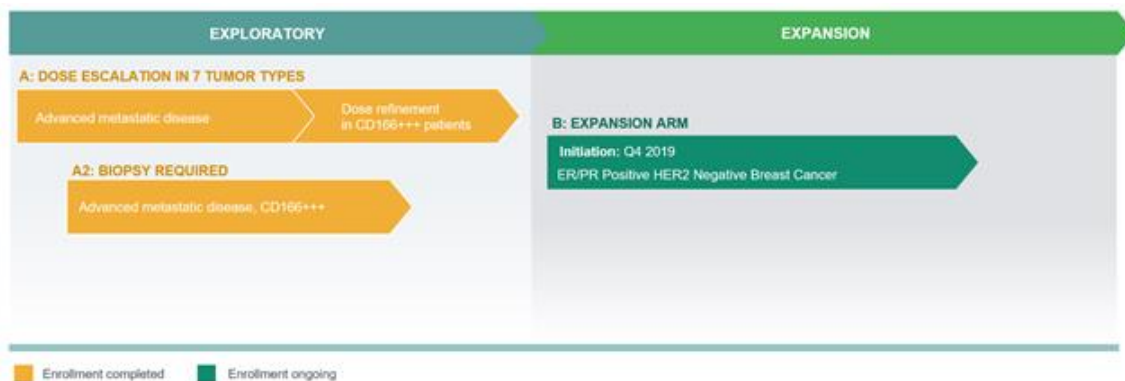 EXPLORATORY
EXPANSION
A: DOSE ESCALATION IN 7 TUMOR TYPES
Advanced metastatic disease
Dose refinement
in CD166+++ patients
A2: BIOPSY REQUIRED
Advanced metastatic disease, CD166+++
B: EXPANSION ARM
Initiation: Q4 2019
ER/PR Positive HER2 Negative Breast Cancer
Enrollment completed
Enrollment ongoing